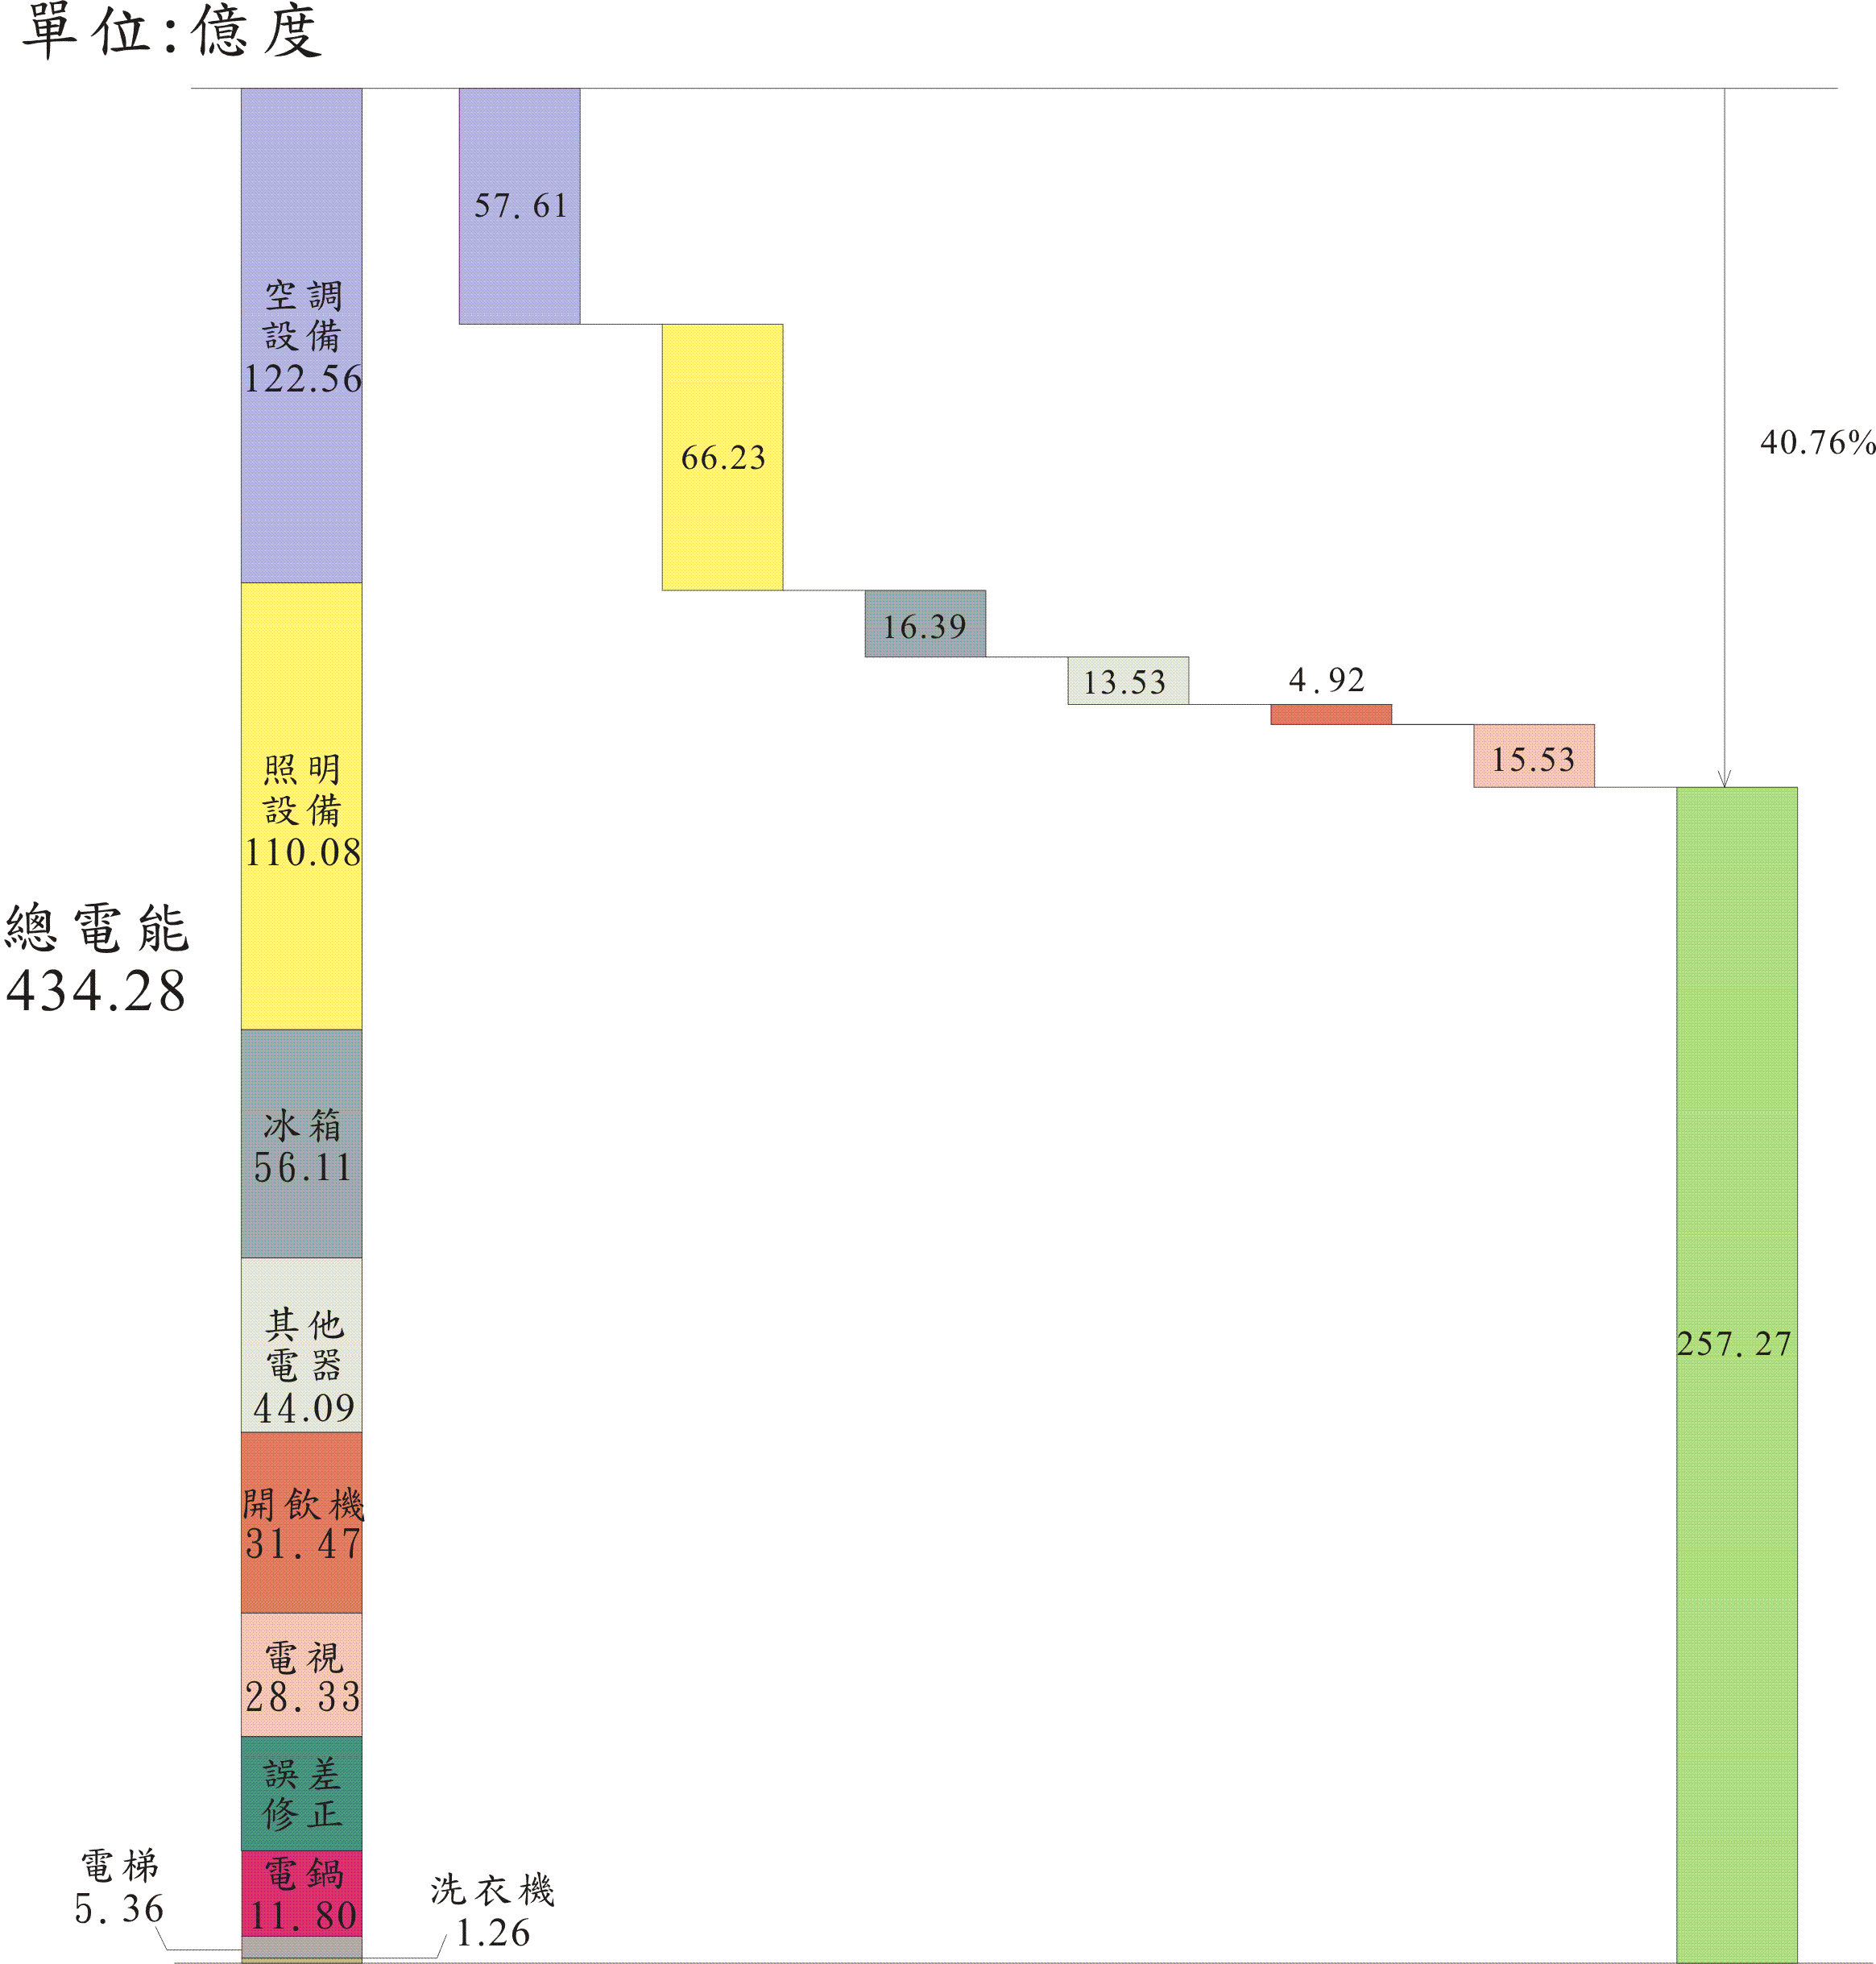 單位:億度
57.61
空調
設備
122.56
66.23
40.76%
16.39
13.53
4.92
15.53
照明
設備
110.08
總電能
434.28
冰箱
56.11
其他
電器
44.09
257.27
開飲機
31.47
電視
28.33
誤差
修正
電鍋
11.80
電梯
5.36
洗衣機
1.26